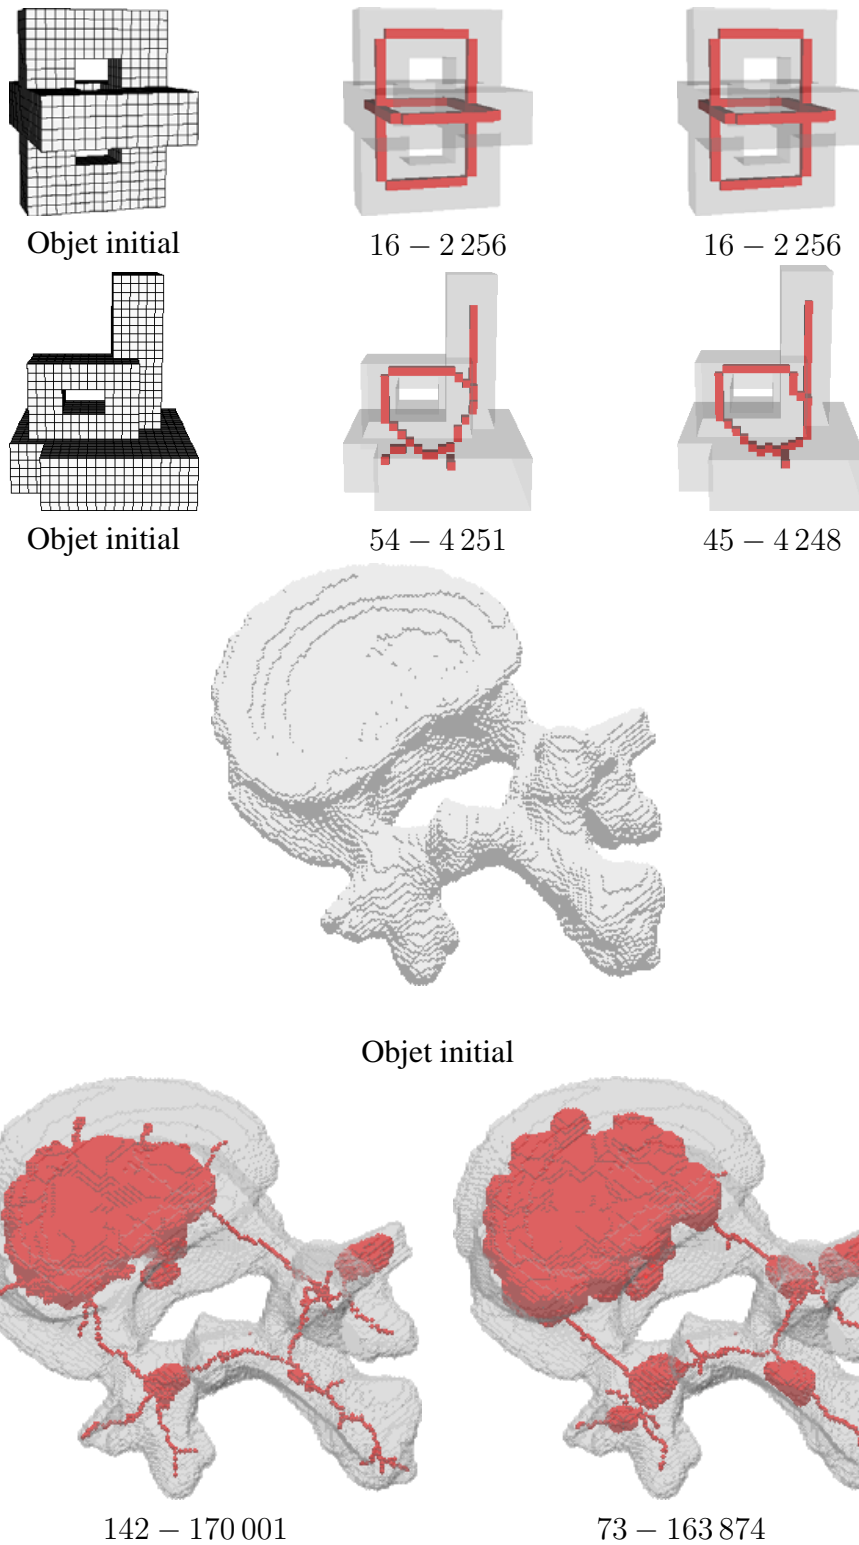 Objet initial 16 − 2 256 16 − 2 256
Objet initial 54 − 4 251 45 − 4 248
Objet initial
142 − 170 001 73 − 163 874